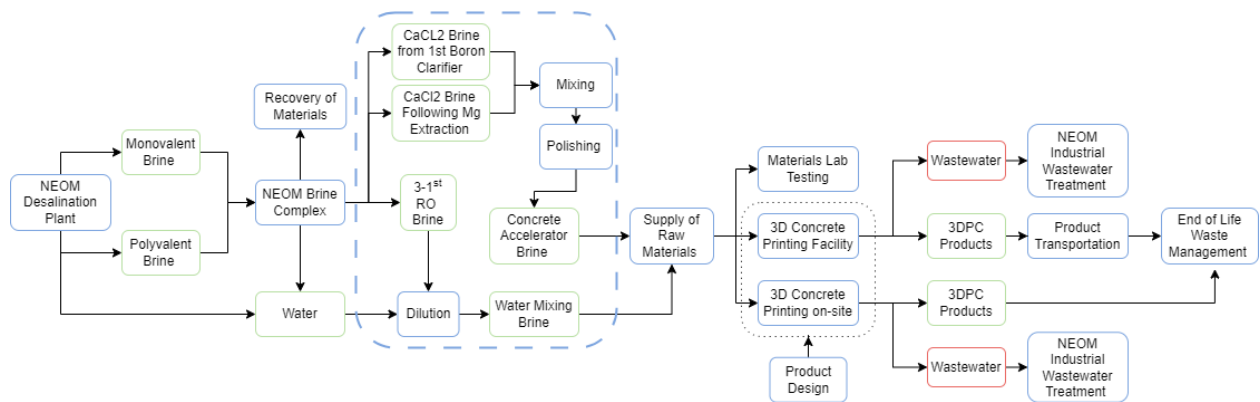 NEOM
Desalination
Plant
Monovalent
Brine
Polyvalent
Brine
Recovery of
Materials
NEOM Brine
Complex
Water
CaCL2 Brine
from 1st Boron
Clarifier
CaCl2 Brine
Following Mg
Extraction
3-1st
RO
Brine
Dilution
Mixing
Polishing
Concrete
Accelerator
Brine
Water Mixing
Brine
Supply of
Raw
Materials
Materials Lab
Testing
3D Concrete
Printing Facility
3D Concrete
Printing on-site
Product
Design
Wastewater
NEOM
Industrial
Wastewater
Treatment
3DPC
Products
Product
Transportation
End of Life
Waste
Management
3DPC
Products
Wastewater
NEOM
Industrial
Wastewater
Treatment